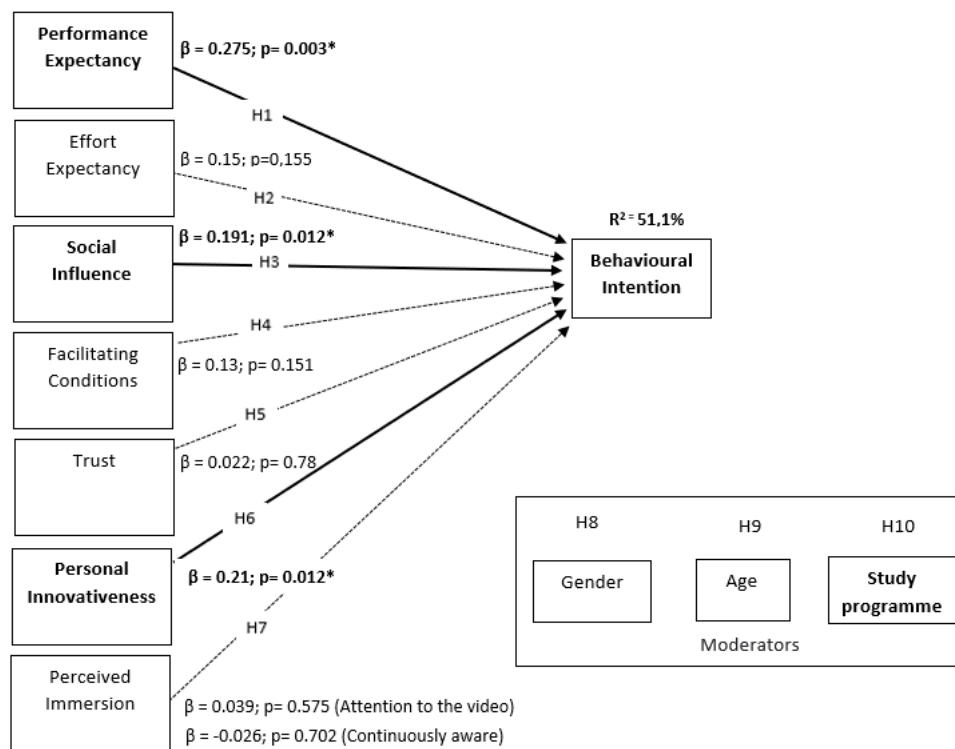 Performance
Expectancy
β = 0.275; p= 0.003*
H1
Effort
Expectancy
β = 0.15; p=0,155
H2
Social
Influence
β = 0.191; p= 0.012*
H3
R² = 51,1%
Behavioural
Intention
Facilitating
Conditions
H4
β = 0.13; p= 0.151
H5
Trust
β = 0.022; p= 0.78
H6
Personal
Innovativeness
β = 0.21; p= 0.012*
H7
Perceived
Immersion
β = 0.039; p= 0.575 (Attention to the video)
β = -0.026; p= 0.702 (Continuously aware)
H8
H9
H10
Gender
Age
Study
programme
Moderators